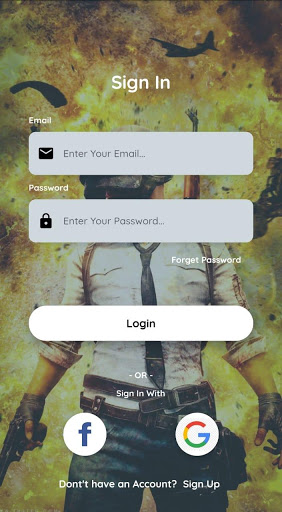 Sign In
Email
Enter Your Email...
Password
Enter Your Password...
Forget Password
Login
- OR -
Sign In With
Dont't have an Account? Sign Up